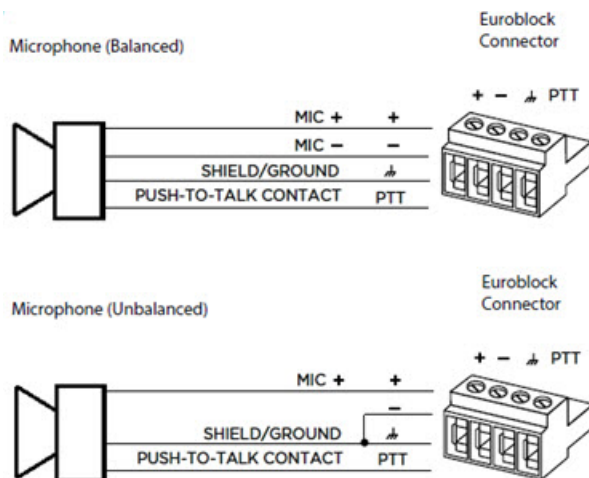 Microphone (Balanced)
Euroblock
Connector
+ − ⏚ PTT
MIC + +
MIC − −
SHIELD/GROUND ⏚
PUSH-TO-TALK CONTACT PTT
Microphone (Unbalanced)
Euroblock
Connector
+ − ⏚ PTT
MIC + +
−
SHIELD/GROUND ⏚
PUSH-TO-TALK CONTACT PTT